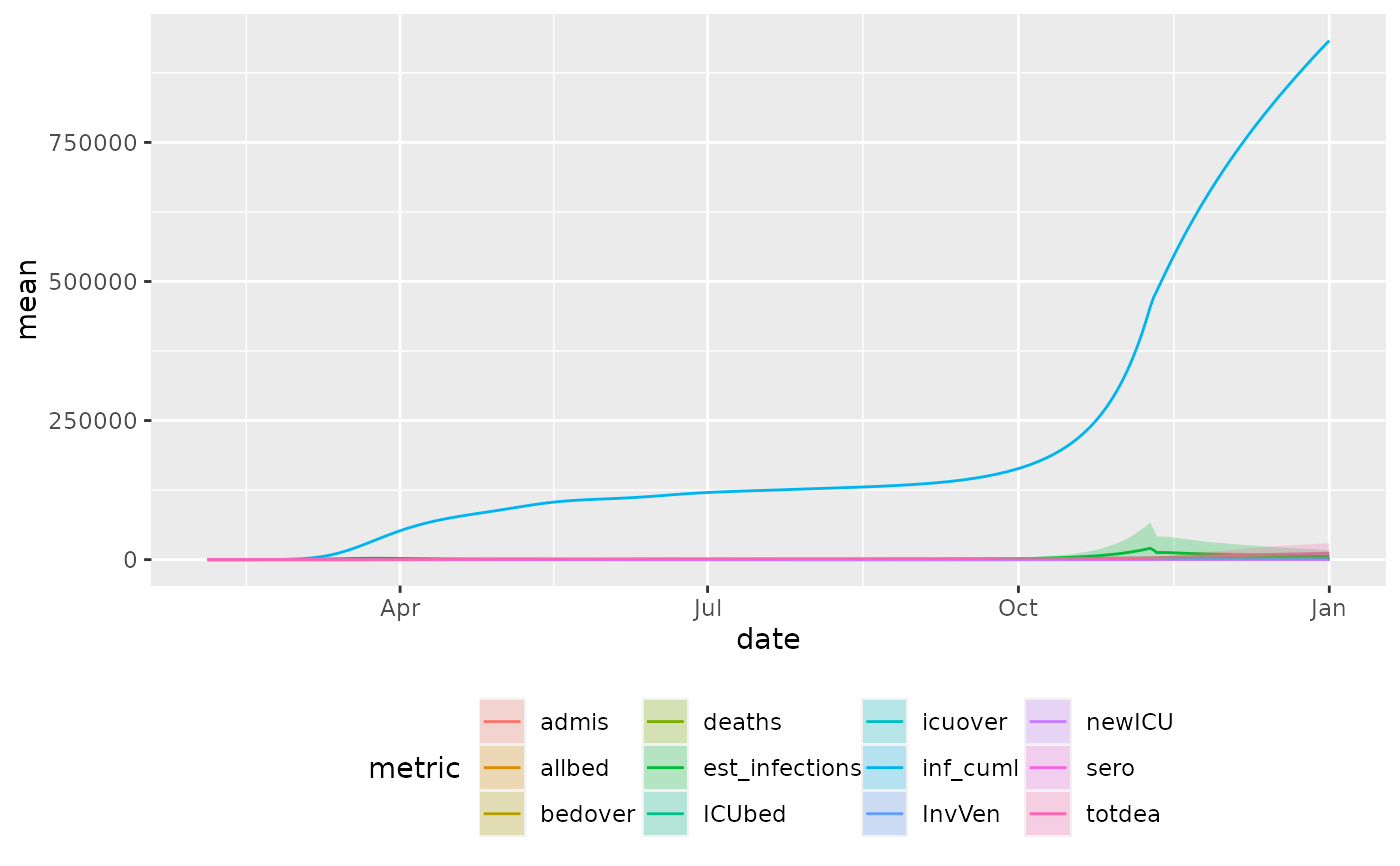 mean
750000
500000
250000
0
Apr Jul Oct Jan
date
metric
admis deaths icuover newICU
allbed est_infections inf_cuml sero
bedover ICUbed InvVen totdea